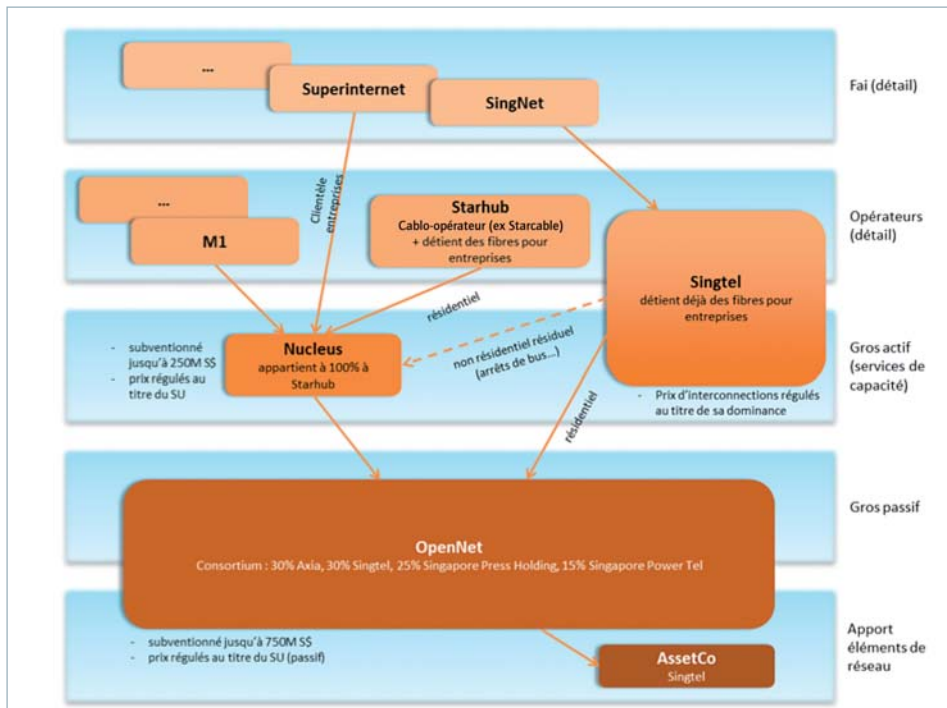 ...
Superinternet
SingNet
Fai (détail)
Clientèle
entreprises
...
M1
Starhub
Cablo-opérateur (ex Starcable)
+ détient des fibres pour
entreprises
Opérateurs
(détail)
Singtel
détient déjà des fibres pour
entreprises
résidentiel
- subventionné
jusqu'à 250M S$
- prix régulés au
titre du SU
Nucleus
appartient à 100% à
Starhub
non résidentiel résiduel
(arrêts de bus...)
résidentiel
- Prix d'interconnections régulés
au titre de sa dominance
Gros actif
(services de
capacité)
Gros passif
OpenNet
Consortium : 30% Axia, 30% Singtel, 25% Singapore Press Holding, 15% Singapore Power Tel
- subventionné jusqu'à 750M S$
- prix régulés au titre du SU (passif)
AssetCo
Singtel
Apport
éléments de
réseau